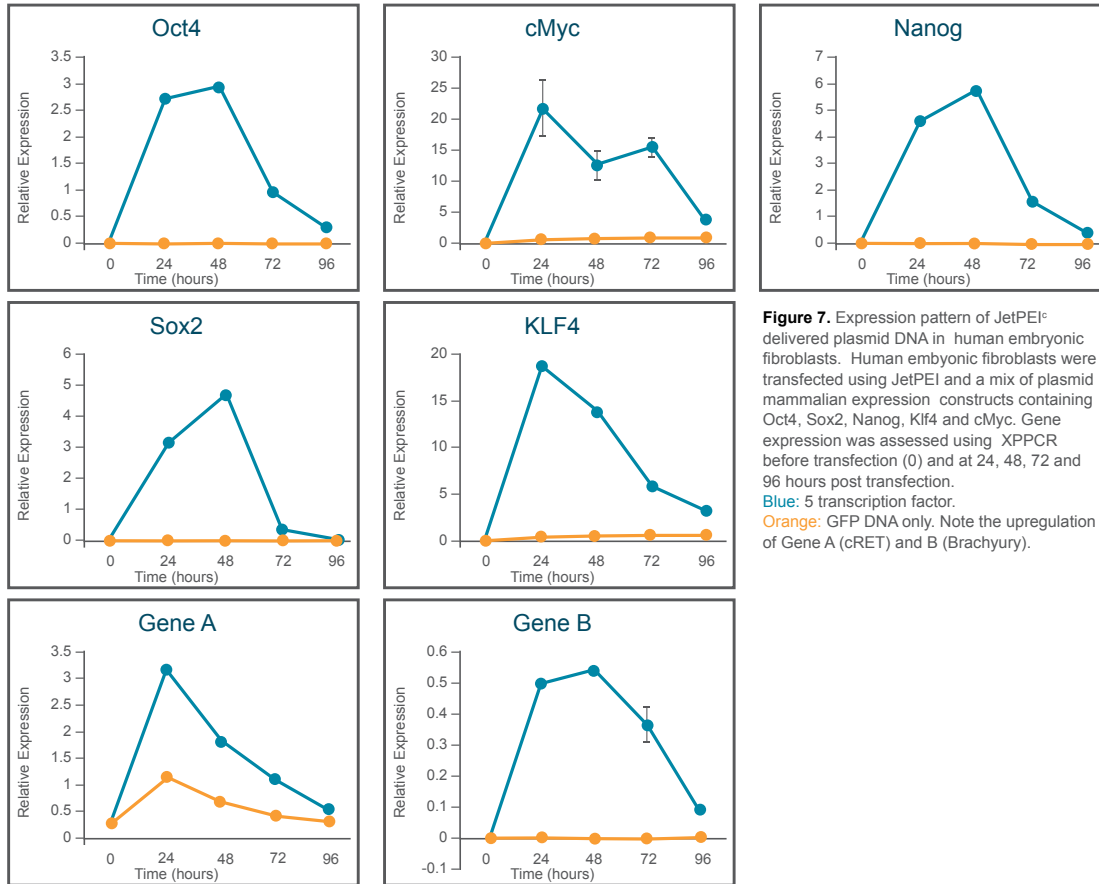 Oct4
Relative Expression
3.5
3
2.5
2
1.5
1
0.5
0
0 24 48 72 96
Time (hours)
cMyc
Relative Expression
30
25
20
15
10
5
0
0 24 48 72 96
Time (hours)
Nanog
Relative Expression
7
6
5
4
3
2
1
0
0 24 48 72 96
Time (hours)
Sox2
Relative Expression
6
5
4
3
2
1
0
0 24 48 72 96
Time (hours)
KLF4
Relative Expression
20
15
10
5
0
0 24 48 72 96
Time (hours)
Figure 7. Expression pattern of JetPEIᶜ
delivered plasmid DNA in human embryonic
fibroblasts. Human embyonic fibroblasts were
transfected using JetPEI and a mix of plasmid
mammalian expression constructs containing
Oct4, Sox2, Nanog, Klf4 and cMyc. Gene
expression was assessed using XPPCR
before transfection (0) and at 24, 48, 72 and
96 hours post transfection.
Blue: 5 transcription factor.
Orange: GFP DNA only. Note the upregulation
of Gene A (cRET) and B (Brachyury).
Gene A
Relative Expression
3.5
3
2.5
2
1.5
1
0.5
0
0 24 48 72 96
Time (hours)
Gene B
Relative Expression
0.6
0.5
0.4
0.3
0.2
0.1
0
-0.1
0 24 48 72 96
Time (hours)